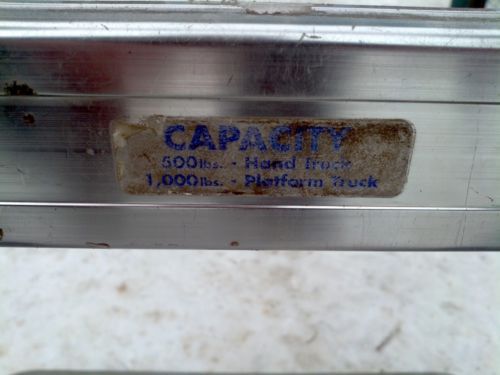 CAPACITY
500lbs. - Hand Truck
1,000lbs. - Platform Truck